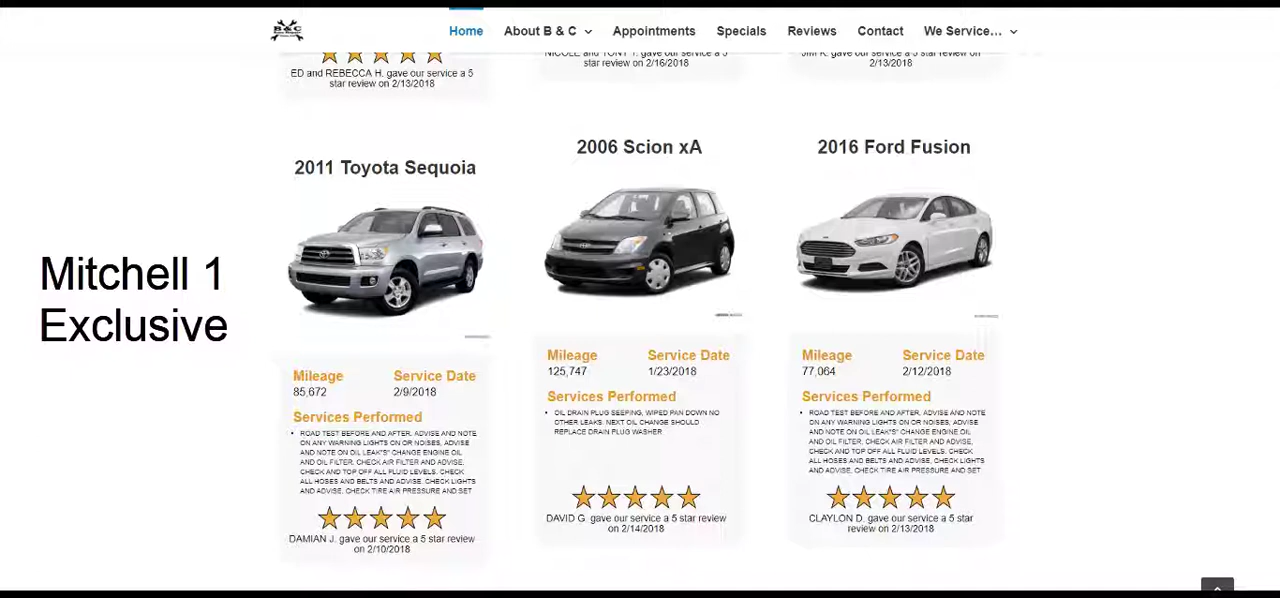 B & C
Home
About B & C
Appointments
Specials
Reviews
Contact
We Service...
ED and REBECCA H. gave our service a 5
star review on 2/13/2018
NICOLE and TONY T. gave our service a 5
star review on 2/16/2018
JIM K. gave our service a 5 star review on
2/13/2018
Mitchell 1
Exclusive
2011 Toyota Sequoia
Mileage
Service Date
85,672
2/9/2018
Services Performed
• ROAD TEST BEFORE AND AFTER, ADVISE AND NOTE
ON ANY WARNING LIGHTS ON OR NOISES, ADVISE
AND NOTE ON OIL LEAK"S" CHANGE ENGINE OIL
AND OIL FILTER. CHECK AIR FILTER AND ADVISE,
CHECK AND TOP OFF ALL FLUID LEVELS. CHECK
ALL HOSES AND BELTS AND ADVISE, CHECK LIGHTS
AND ADVISE. CHECK TIRE AIR PRESSURE AND SET
DAMIAN J. gave our service a 5 star review
on 2/10/2018
2006 Scion xA
Mileage
Service Date
125,747
1/23/2018
Services Performed
• OIL DRAIN PLUG SEEPING, WIPED PAN DOWN NO
OTHER LEAKS. NEXT OIL CHANGE SHOULD
REPLACE DRAIN PLUG WASHER
DAVID G. gave our service a 5 star review
on 2/14/2018
2016 Ford Fusion
Mileage
Service Date
77,064
2/12/2018
Services Performed
• ROAD TEST BEFORE AND AFTER, ADVISE AND NOTE
ON ANY WARNING LIGHTS ON OR NOISES, ADVISE
AND NOTE ON OIL LEAK"S" CHANGE ENGINE OIL
AND OIL FILTER. CHECK AIR FILTER AND ADVISE,
CHECK AND TOP OFF ALL FLUID LEVELS. CHECK
ALL HOSES AND BELTS AND ADVISE, CHECK LIGHTS
AND ADVISE. CHECK TIRE AIR PRESSURE AND SET
CLAYLON D. gave our service a 5 star
review on 2/13/2018